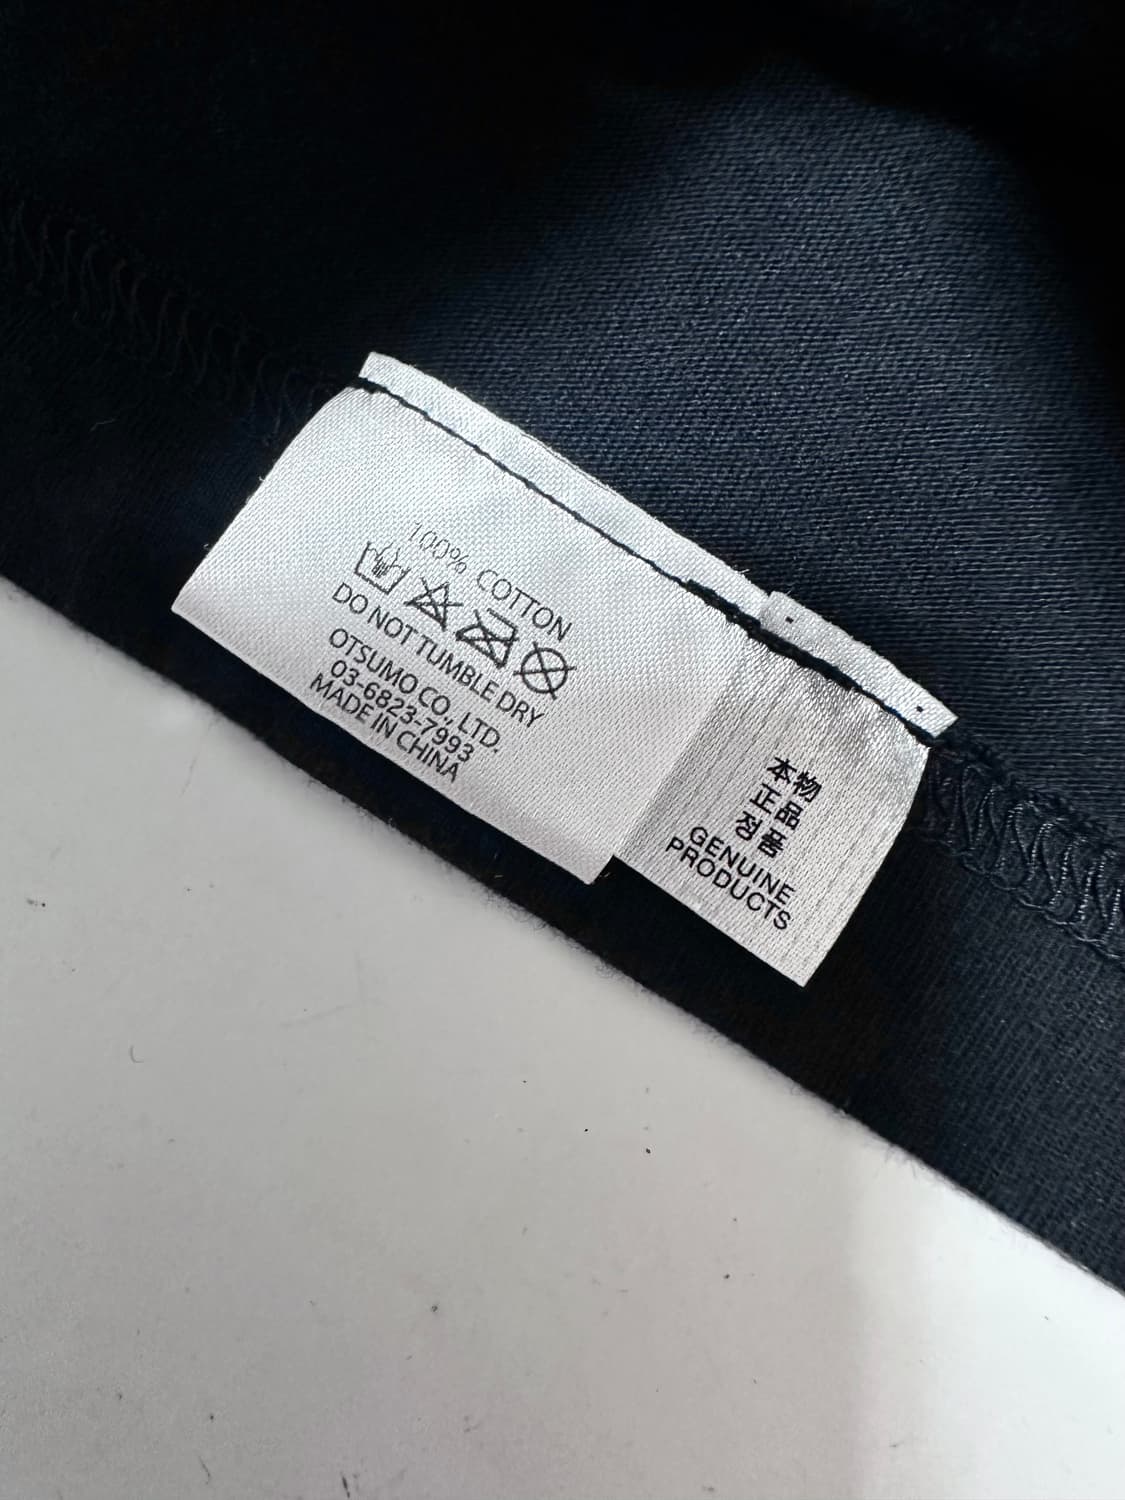 100% COTTON
DO NOT TUMBLE DRY
OTSUMO CO., LTD.
03-6823-7993
MADE IN CHINA
本物
正品
정품
GENUINE
PRODUCTS